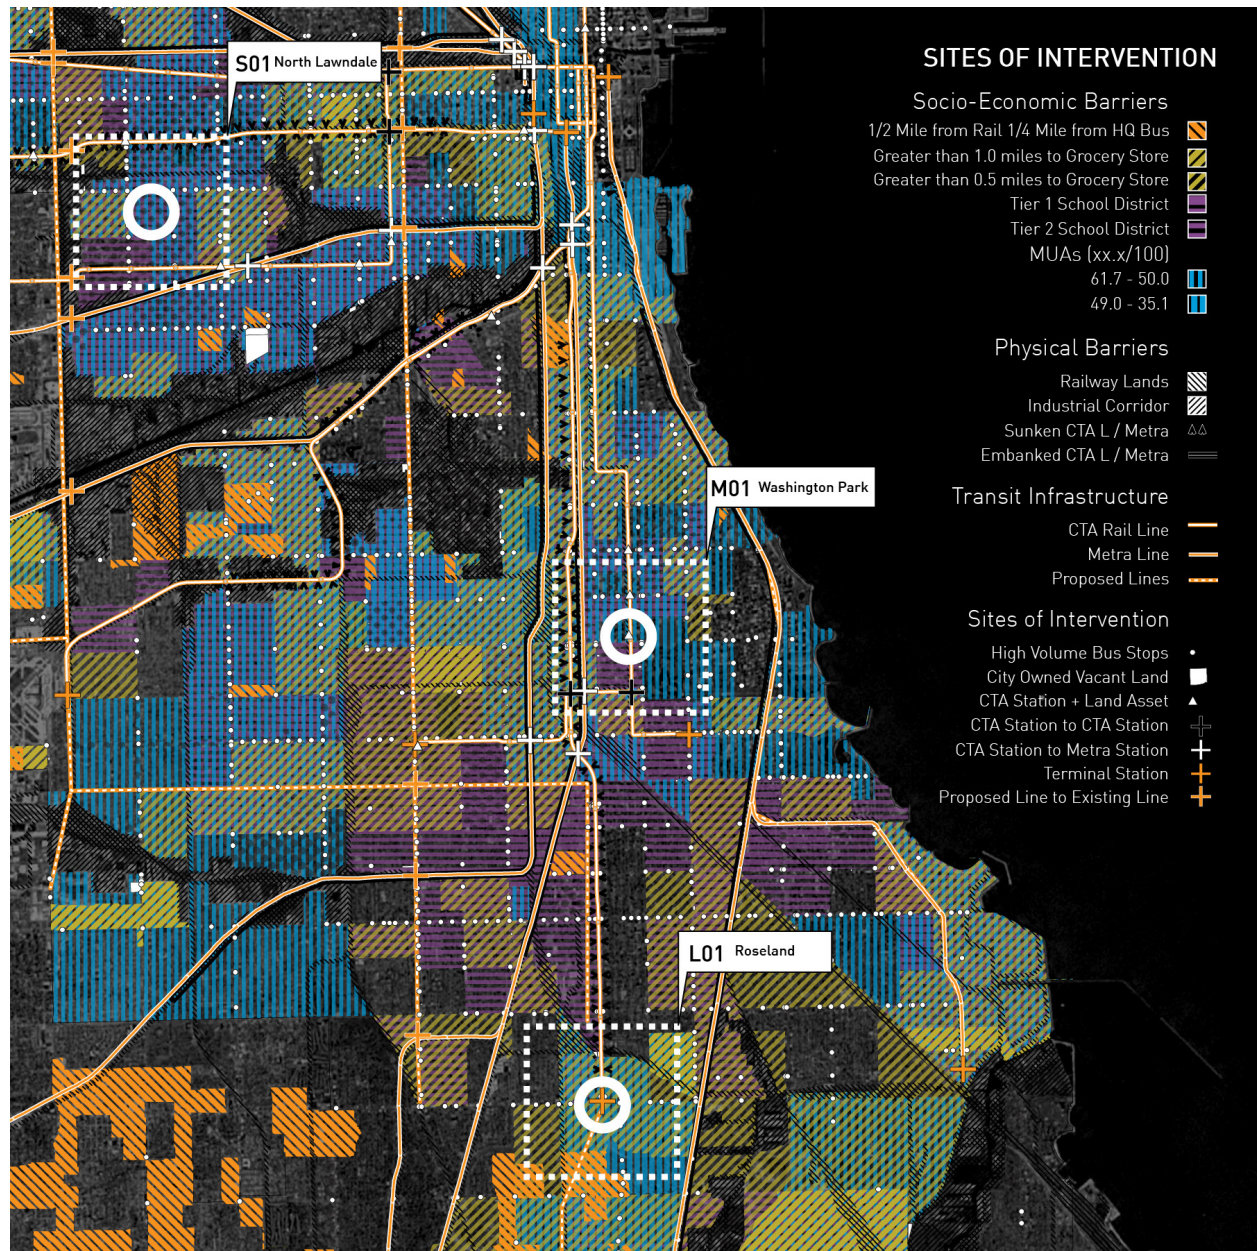 SITES OF INTERVENTION
Socio-Economic Barriers
1/2 Mile from Rail 1/4 Mile from HQ Bus
Greater than 1.0 miles to Grocery Store
Greater than 0.5 miles to Grocery Store
Tier 1 School District
Tier 2 School District
MUAs (xx.x/100)
61.7 - 50.0
49.0 - 35.1
Physical Barriers
Railway Lands
Industrial Corridor
Sunken CTA L / Metra
Embanked CTA L / Metra
Transit Infrastructure
CTA Rail Line
Metra Line
Proposed Lines
Sites of Intervention
High Volume Bus Stops
City Owned Vacant Land
CTA Station + Land Asset
CTA Station to CTA Station
CTA Station to Metra Station
Terminal Station
Proposed Line to Existing Line
S01 North Lawndale
M01 Washington Park
L01 Roseland